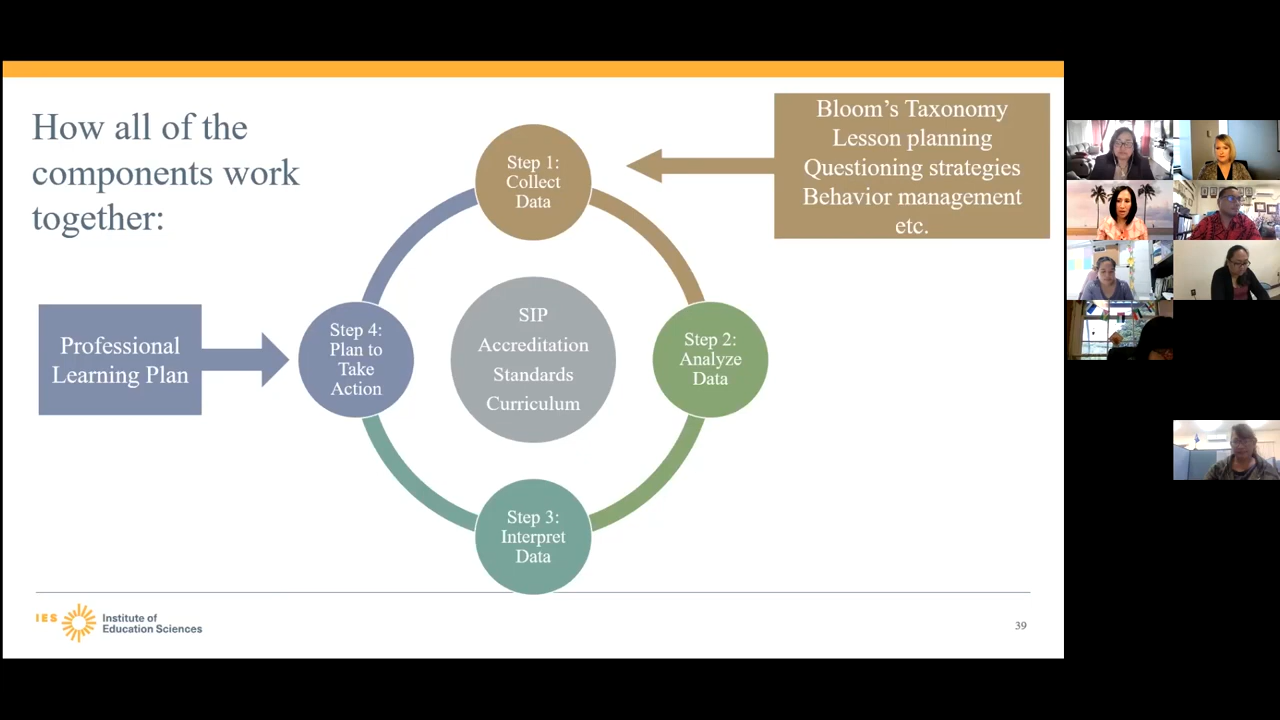 How all of the
components work
together:
Bloom's Taxonomy
Lesson planning
Questioning strategies
Behavior management
etc.
Step 1:
Collect
Data
Professional
Learning Plan
Step 4:
Plan to
Take
Action
SIP
Accreditation
Standards
Curriculum
Step 2:
Analyze
Data
Step 3:
Interpret
Data
IES
Institute of
Education Sciences
39